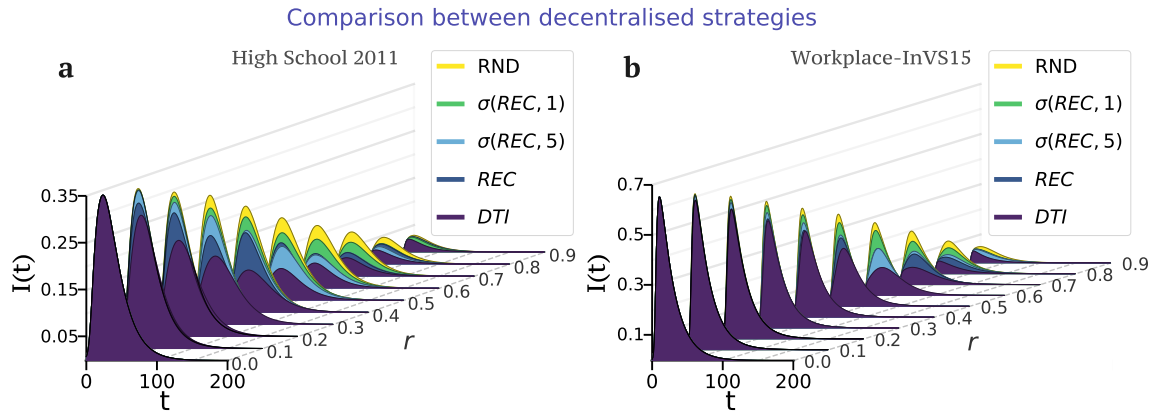 Comparison between decentralised strategies
a
High School 2011
RND
σ(REC, 1)
σ(REC, 5)
REC
DTI
0.35
0.25
0.15
0.05
I(t)
0
100
200
t
0.0
0.1
0.2
0.3
0.4
0.5
0.6
0.7
0.8
0.9
r
b
Workplace-InVS15
RND
σ(REC, 1)
σ(REC, 5)
REC
DTI
0.7
0.5
0.3
0.1
I(t)
0
100
200
t
0.0
0.1
0.2
0.3
0.4
0.5
0.6
0.7
0.8
0.9
r